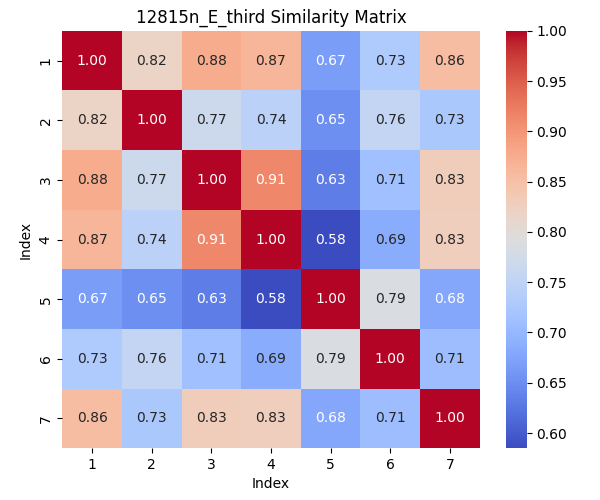 12815n_E_third Similarity Matrix
1 1.00 0.82 0.88 0.87 0.67 0.73 0.86
2 0.82 1.00 0.77 0.74 0.65 0.76 0.73
3 0.88 0.77 1.00 0.91 0.63 0.71 0.83
4 0.87 0.74 0.91 1.00 0.58 0.69 0.83
5 0.67 0.65 0.63 0.58 1.00 0.79 0.68
6 0.73 0.76 0.71 0.69 0.79 1.00 0.71
7 0.86 0.73 0.83 0.83 0.68 0.71 1.00
1 2 3 4 5 6 7
Index
Index
1.00
0.95
0.90
0.85
0.80
0.75
0.70
0.65
0.60